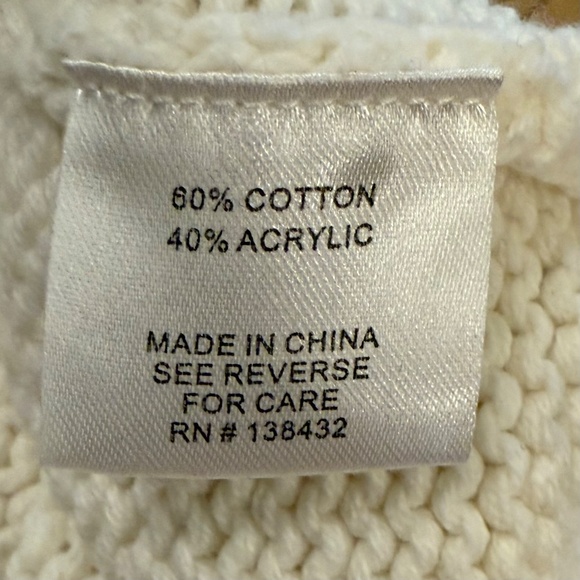 60% COTTON
40% ACRYLIC
MADE IN CHINA
SEE REVERSE
FOR CARE
RN # 138432